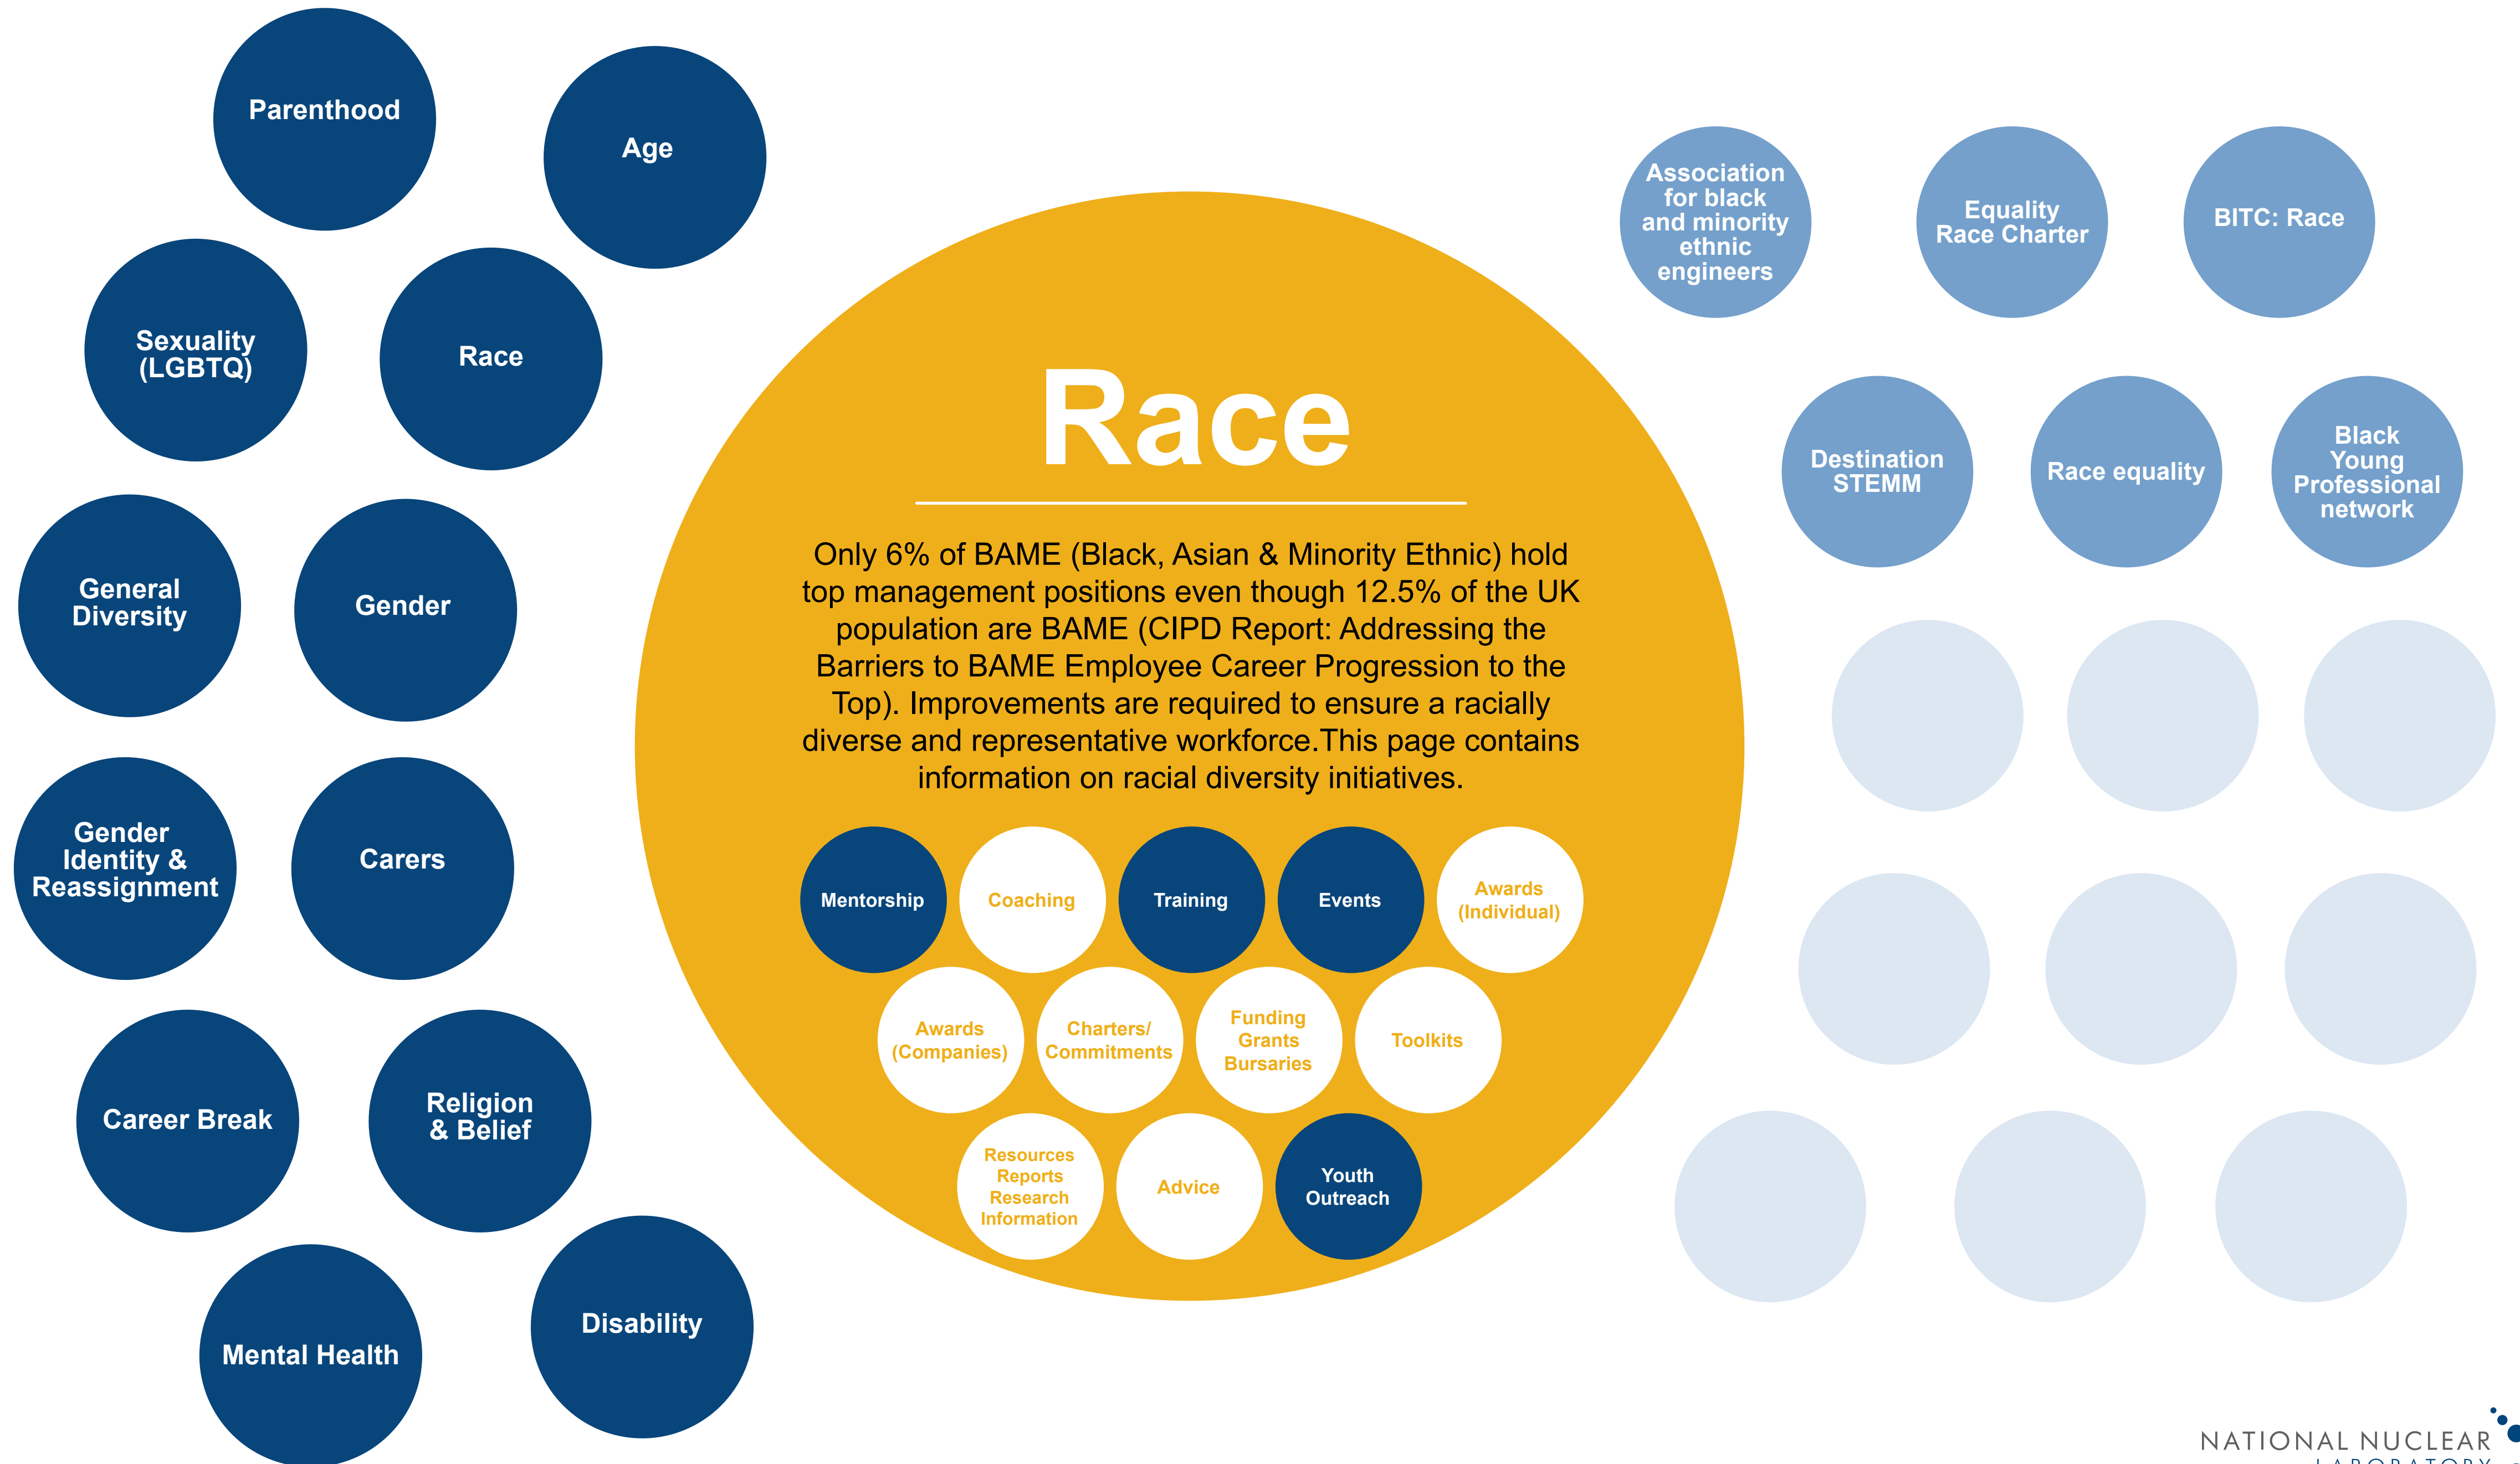 Parenthood
Age
Sexuality
(LGBTQ)
Race
General
Diversity
Gender
Gender
Identity &
Reassignment
Carers
Career Break
Religion
& Belief
Mental Health
Disability
Race
Only 6% of BAME (Black, Asian & Minority Ethnic) hold
top management positions even though 12.5% of the UK
population are BAME (CIPD Report: Addressing the
Barriers to BAME Employee Career Progression to the
Top). Improvements are required to ensure a racially
diverse and representative workforce.This page contains
information on racial diversity initiatives.
Mentorship
Coaching
Training
Events
Awards
(Individual)
Awards
(Companies)
Charters/
Commitments
Funding
Grants
Bursaries
Toolkits
Resources
Reports
Research
Information
Advice
Youth
Outreach
Association
for black
and minority
ethnic
engineers
Equality
Race Charter
BITC: Race
Destination
STEMM
Race equality
Black
Young
Professional
network
NATIONAL NUCLEAR
LABORATORY